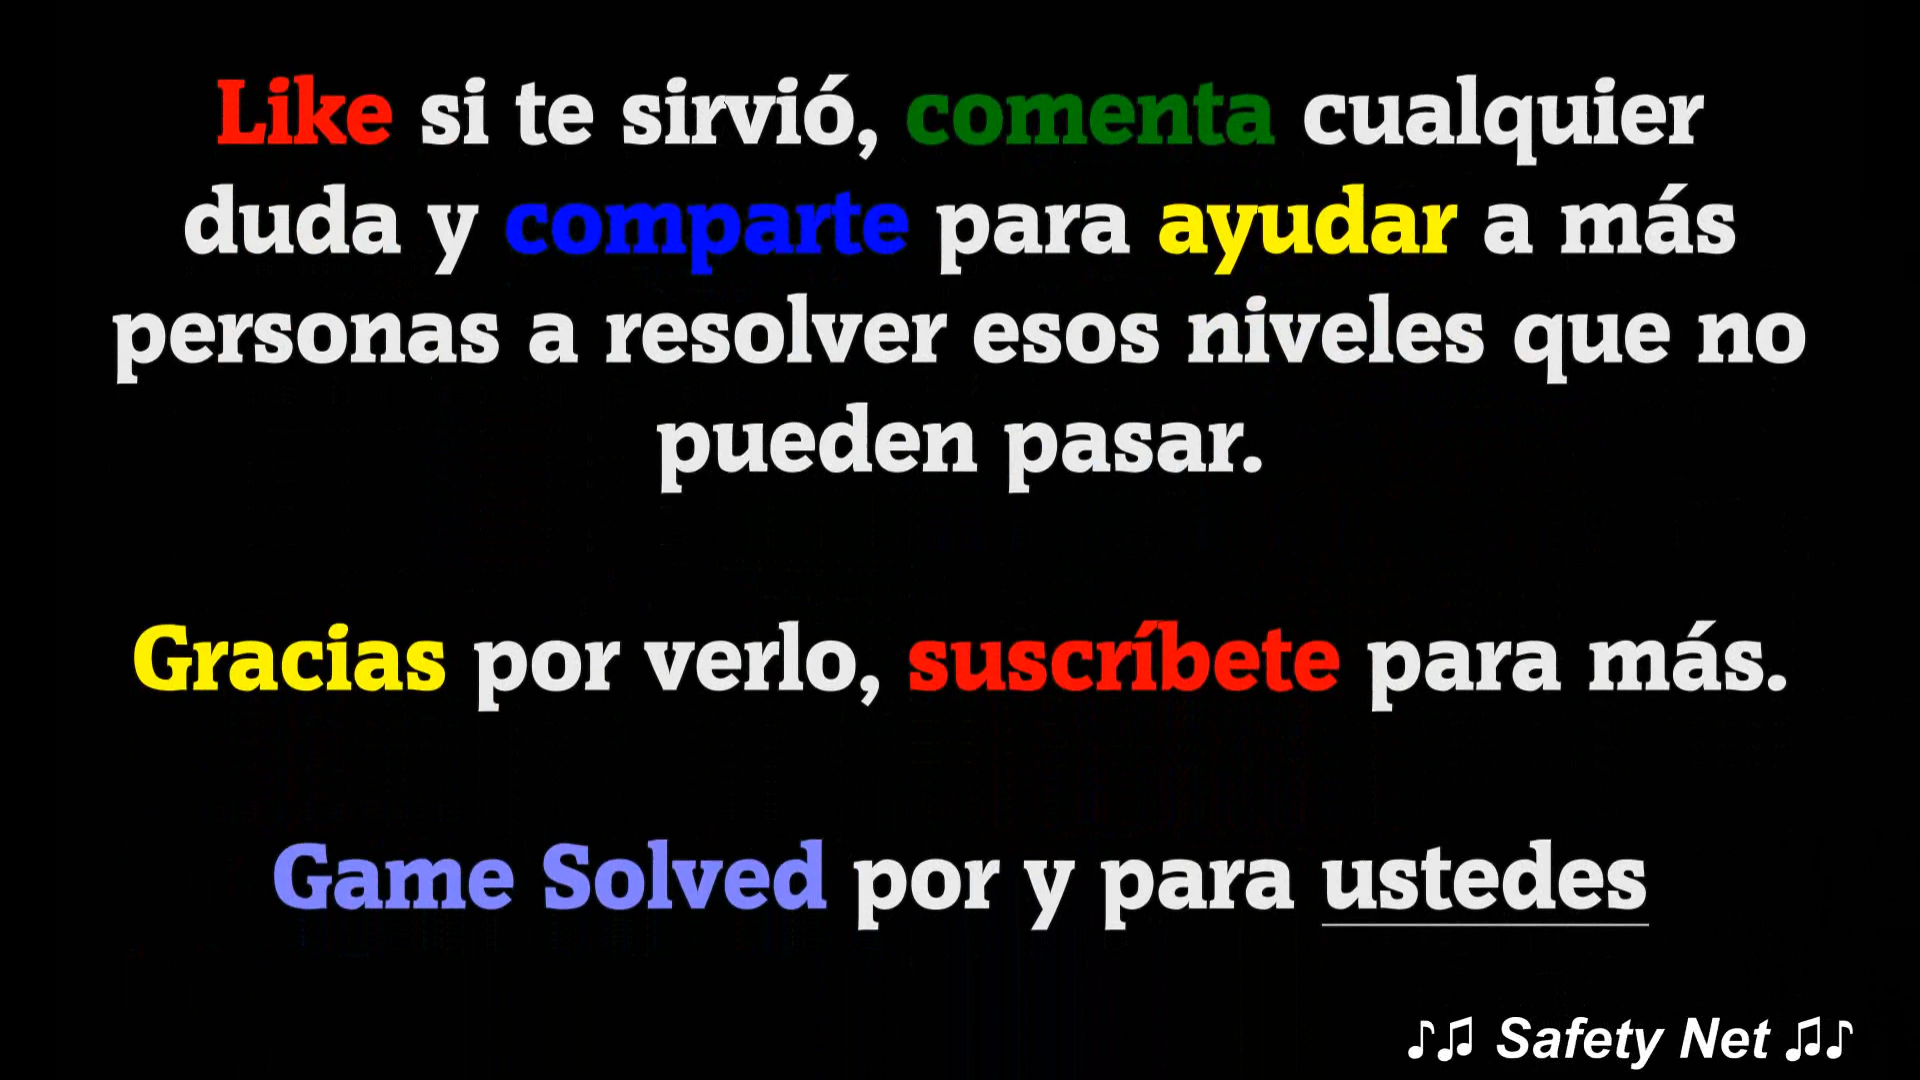 Like si te sirvió, comenta cualquier
duda y comparte para ayudar a más
personas a resolver esos niveles que no
pueden pasar.
Gracias por verlo, suscríbete para más.
Game Solved por y para ustedes
♪♫ Safety Net ♫♪